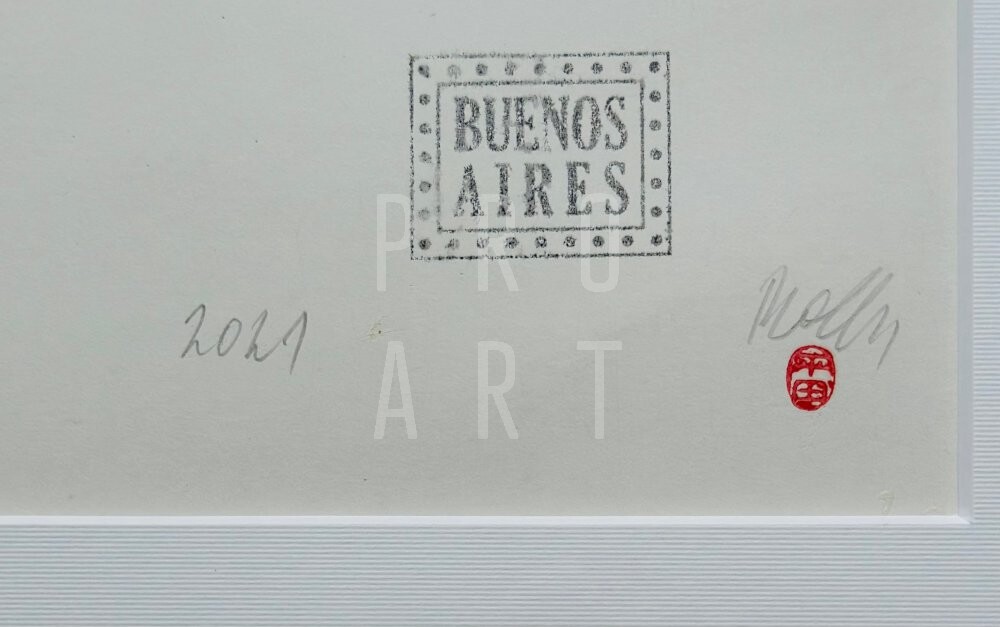 BUENOS
AIRES
PRO
ART
2021